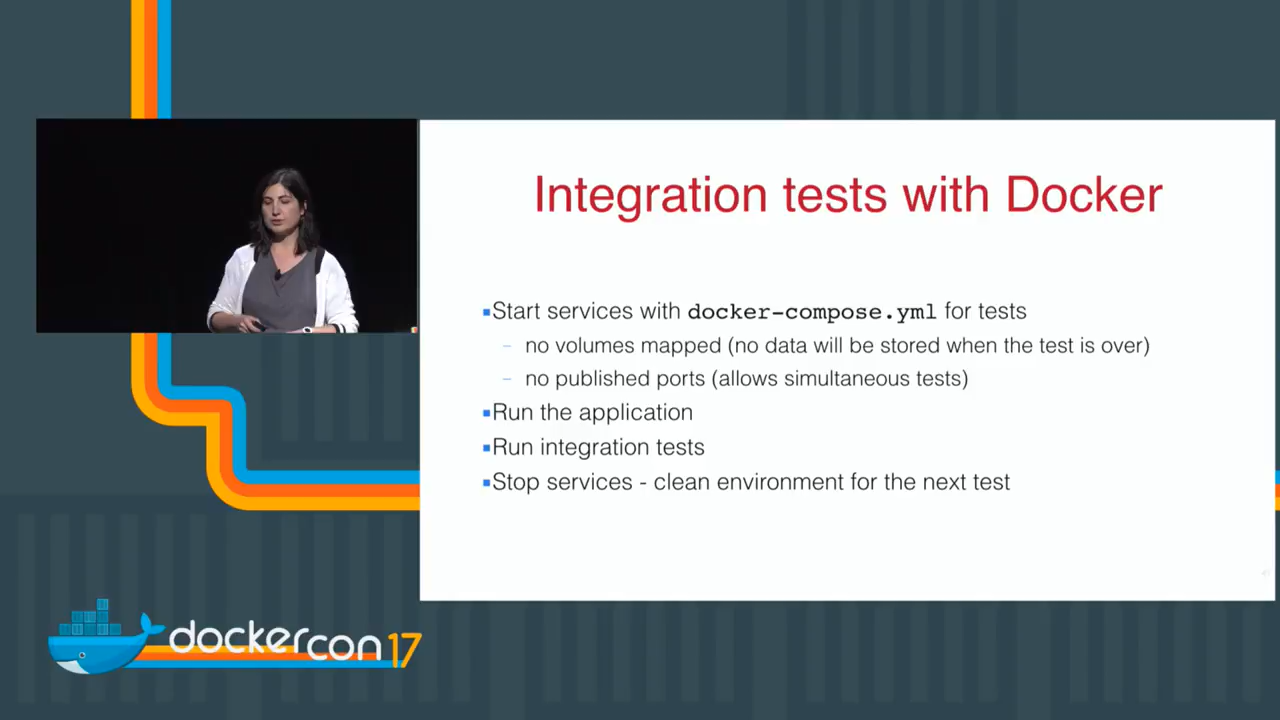 Integration tests with Docker
Start services with docker-compose.yml for tests
no volumes mapped (no data will be stored when the test is over)
no published ports (allows simultaneous tests)
Run the application
Run integration tests
Stop services - clean environment for the next test
dockercon 17